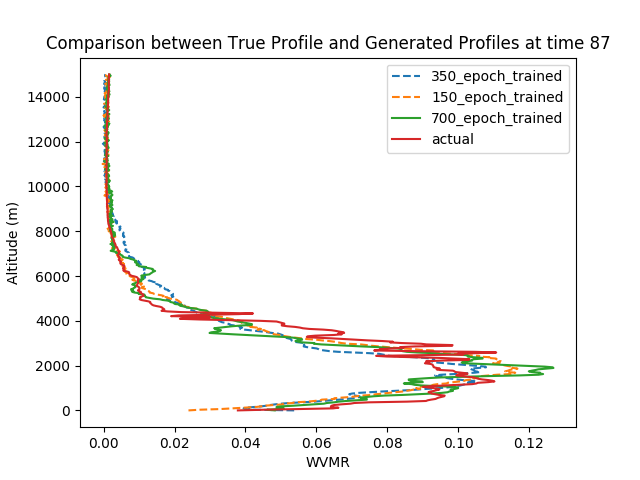 Comparison between True Profile and Generated Profiles at time 87
350_epoch_trained
150_epoch_trained
700_epoch_trained
actual
Altitude (m)
14000
12000
10000
8000
6000
4000
2000
0
0.00 0.02 0.04 0.06 0.08 0.10 0.12
WVMR